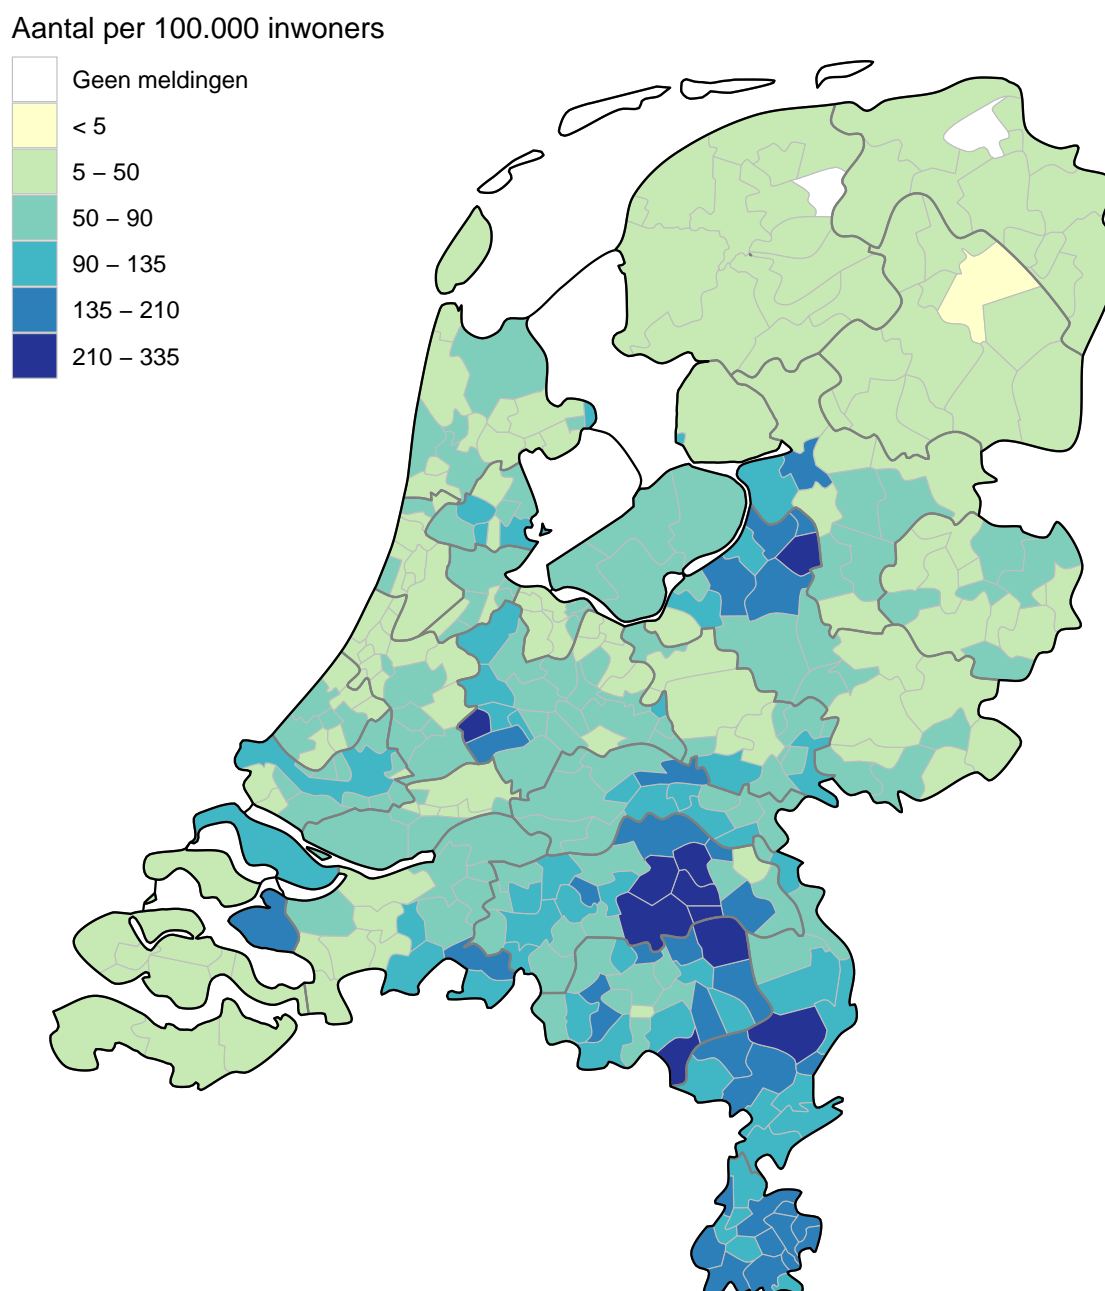 Aantal per 100.000 inwoners
Geen meldingen
< 5
5 – 50
50 – 90
90 – 135
135 – 210
210 – 335